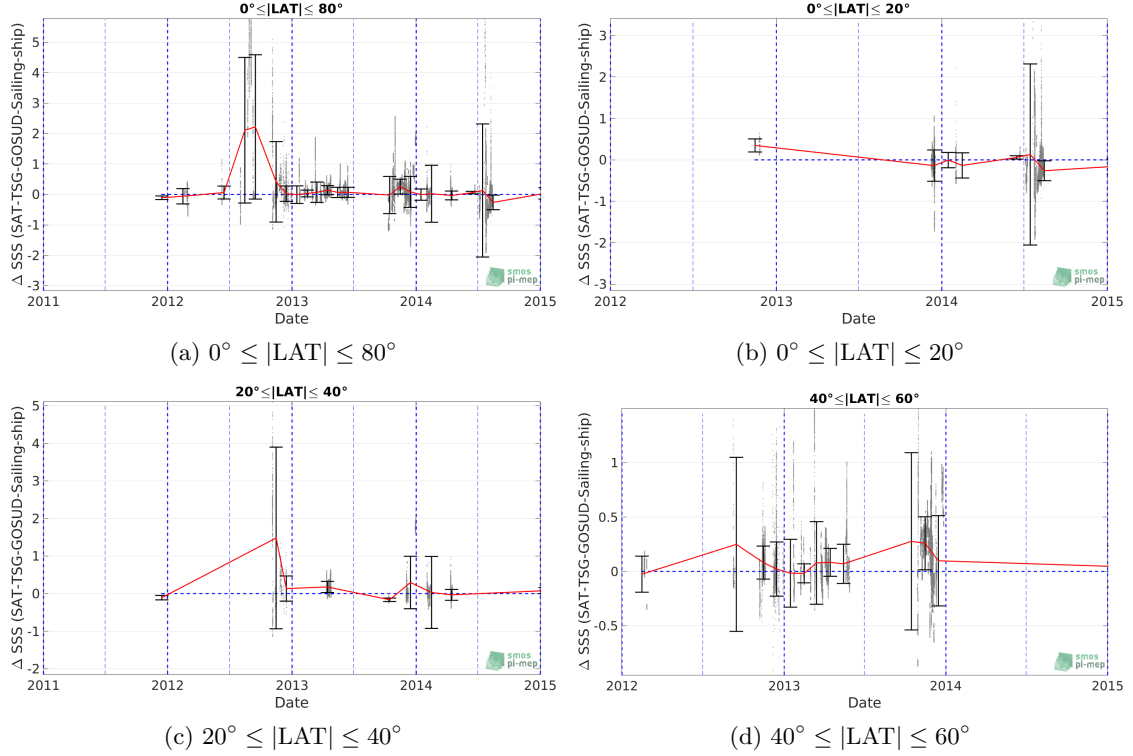 0°≤|LAT|≤ 80°
Δ SSS (SAT-TSG-GOSUD-Sailing-ship)
5
4
3
2
1
0
-1
-2
-3
2011
2012
2013
2014
2015
Date
smos
pi-mep
(a) 0° ≤ |LAT| ≤ 80°
0°≤|LAT|≤ 20°
Δ SSS (SAT-TSG-GOSUD-Sailing-ship)
3
2
1
0
-1
-2
-3
2012
2013
2014
2015
Date
smos
pi-mep
(b) 0° ≤ |LAT| ≤ 20°
20°≤|LAT|≤ 40°
Δ SSS (SAT-TSG-GOSUD-Sailing-ship)
5
4
3
2
1
0
-1
-2
2011
2012
2013
2014
2015
Date
smos
pi-mep
(c) 20° ≤ |LAT| ≤ 40°
40°≤|LAT|≤ 60°
Δ SSS (SAT-TSG-GOSUD-Sailing-ship)
1
0.5
0
-0.5
2012
2013
2014
2015
Date
smos
pi-mep
(d) 40° ≤ |LAT| ≤ 60°